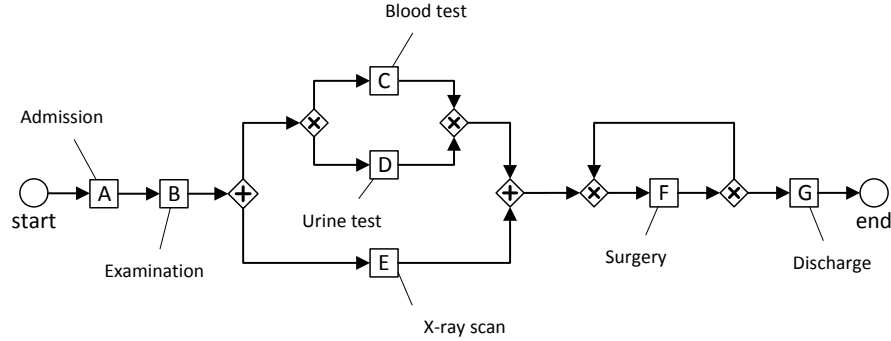 Blood test
C
Admission
D
A
B
F
G
start
Urine test
end
Examination
E
Surgery
Discharge
X-ray scan